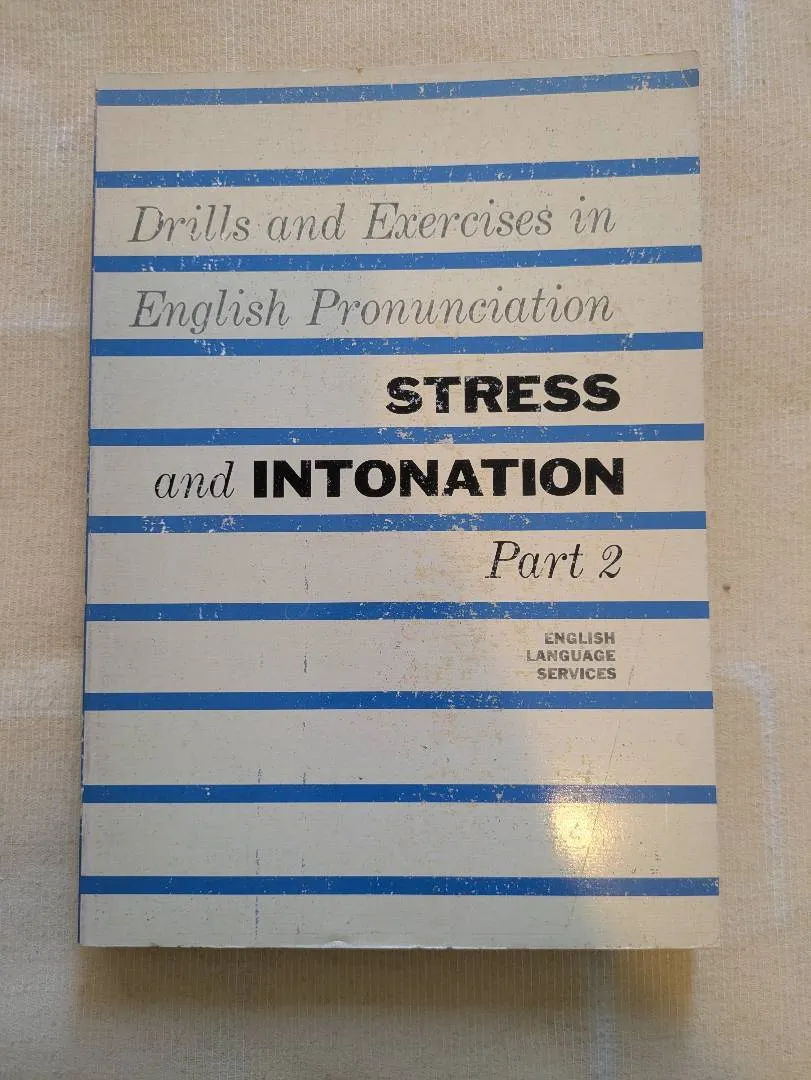 Drills and Exercises in
English Pronunciation
STRESS
and INTONATION
Part 2
ENGLISH
LANGUAGE
SERVICES